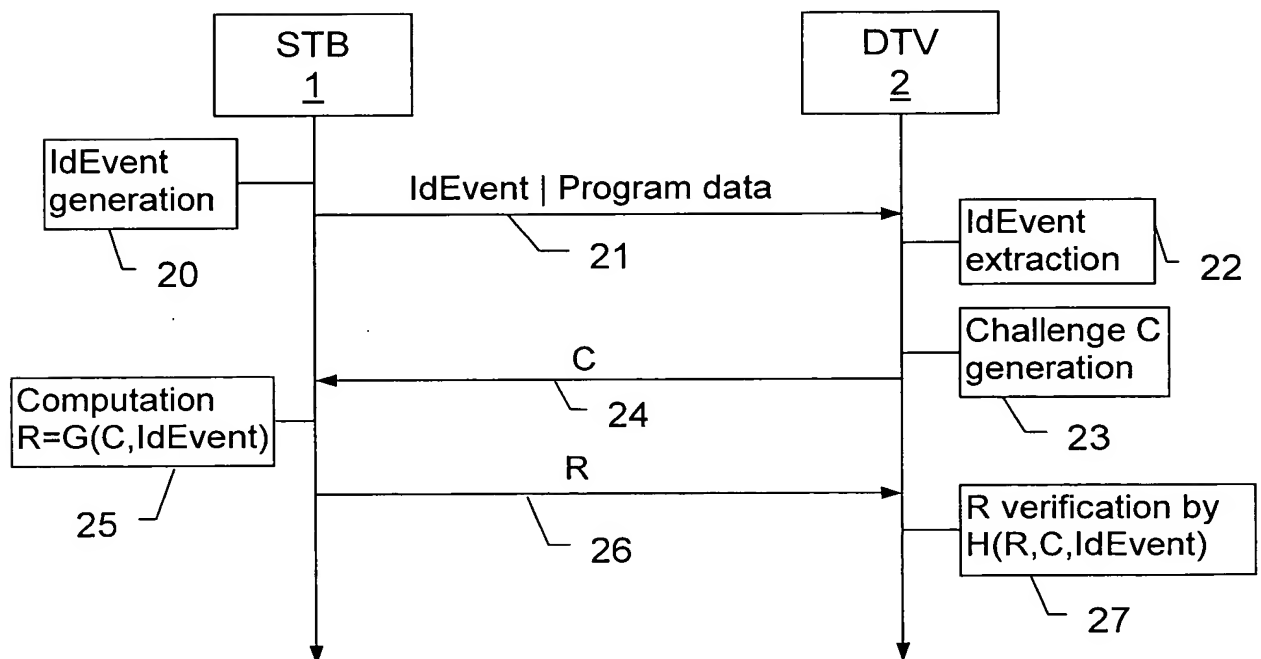 STB
1
DTV
2
IdEvent
generation
20
IdEvent | Program data
21
IdEvent
extraction
22
Challenge C
generation
23
C
24
Computation
R=G(C,IdEvent)
25
R
26
R verification by
H(R,C,IdEvent)
27